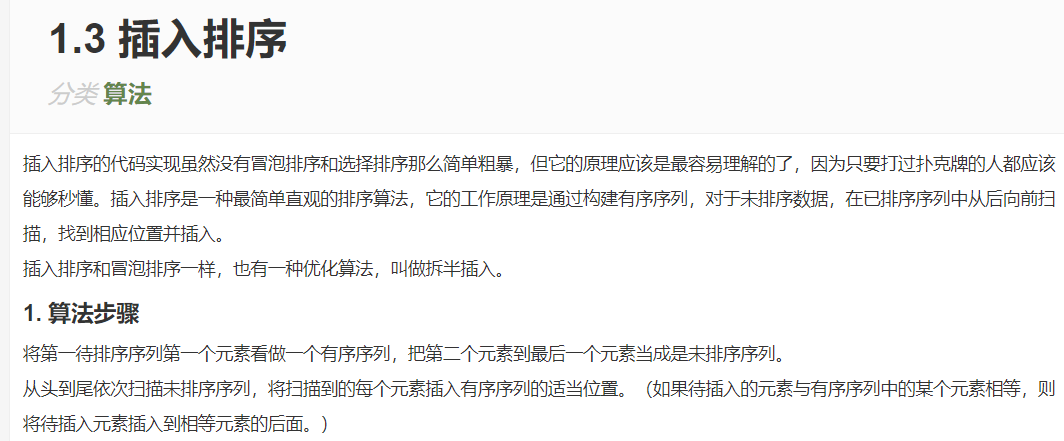 1.3 插入排序
分类 算法
插入排序的代码实现虽然没有冒泡排序和选择排序那么简单粗暴，但它的原理应该是最容易理解的了，因为只要打过扑克牌的人都应该
能够秒懂。插入排序是一种最简单直观的排序算法，它的工作原理是通过构建有序序列，对于未排序数据，在已排序序列中从后向前扫
描，找到相应位置并插入。
插入排序和冒泡排序一样，也有一种优化算法，叫做拆半插入。
1. 算法步骤
将第一待排序序列第一个元素看做一个有序序列，把第二个元素到最后一个元素当成是未排序序列。
从头到尾依次扫描未排序序列，将扫描到的每个元素插入有序序列的适当位置。（如果待插入的元素与有序序列中的某个元素相等，则
将待插入元素插入到相等元素的后面。）